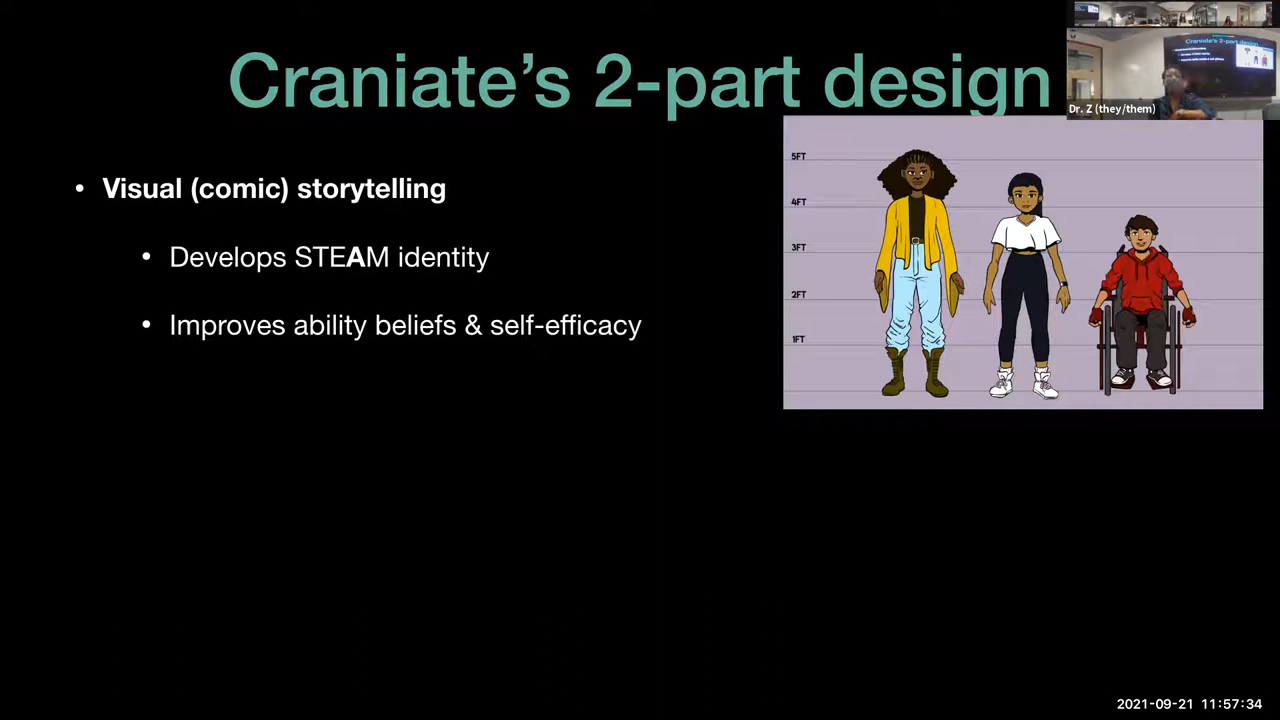 Craniate's 2-part design
Dr. Z (they/them)
• Visual (comic) storytelling
• Develops STEAM identity
• Improves ability beliefs & self-efficacy
5FT
4FT
3FT
2FT
1FT
2021-09-21 11:57:34